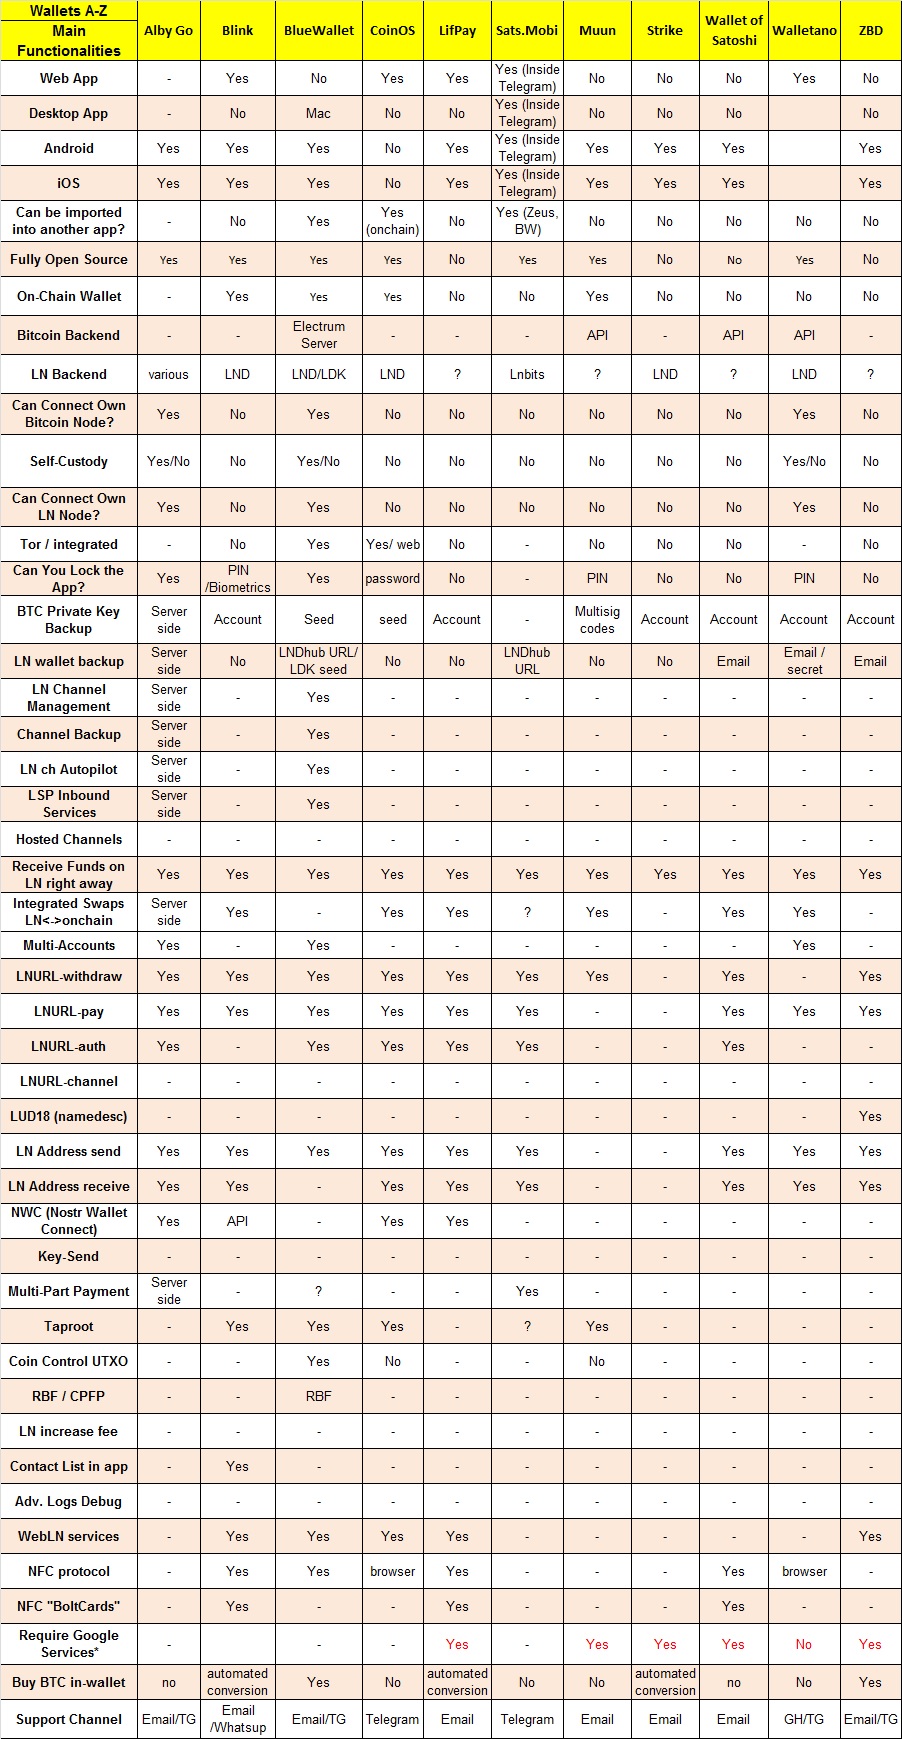 Wallets A-Z
Main Functionalities | Alby Go | Blink | BlueWallet | CoinOS | LifPay | Sats.Mobi | Muun | Strike | Wallet of Satoshi | Walletano | ZBD
Web App | - | Yes | No | Yes | Yes | Yes (Inside Telegram) | No | No | No | Yes | No
Desktop App | - | No | Mac | No | No | Yes (Inside Telegram) | No | No | No | | No
Android | Yes | Yes | Yes | No | Yes | Yes (Inside Telegram) | Yes | Yes | Yes | | Yes
iOS | Yes | Yes | Yes | No | Yes | Yes (Inside Telegram) | Yes | Yes | Yes | | Yes
Can be imported into another app? | - | No | Yes | Yes (onchain) | No | Yes (Zeus, BW) | No | No | No | No | No
Fully Open Source | Yes | Yes | Yes | Yes | No | Yes | Yes | No | No | Yes | No
On-Chain Wallet | - | Yes | Yes | Yes | No | No | Yes | No | No | No | No
Bitcoin Backend | - | - | Electrum Server | - | - | - | API | - | API | API | -
LN Backend | various | LND | LND/LDK | LND | ? | Lnbits | ? | LND | ? | LND | ?
Can Connect Own Bitcoin Node? | Yes | No | Yes | No | No | No | No | No | No | Yes | No
Self-Custody | Yes/No | No | Yes/No | No | No | No | No | No | No | Yes/No | No
Can Connect Own LN Node? | Yes | No | Yes | No | No | No | No | No | No | Yes | No
Tor / integrated | - | No | Yes | Yes/ web | No | - | No | No | No | - | No
Can You Lock the App? | Yes | PIN /Biometrics | Yes | password | No | - | PIN | No | No | PIN | No
BTC Private Key Backup | Server side | Account | Seed | seed | Account | - | Multisig codes | Account | Account | Account | Account
LN wallet backup | Server side | No | LNDhub URL/ LDK seed | No | No | LNDhub URL | No | No | Email | Email / secret | Email
LN Channel Management | Server side | - | Yes | - | - | - | - | - | - | - | -
Channel Backup | Server side | - | Yes | - | - | - | - | - | - | - | -
LN ch Autopilot | Server side | - | Yes | - | - | - | - | - | - | - | -
LSP Inbound Services | Server side | - | Yes | - | - | - | - | - | - | - | -
Hosted Channels | - | - | - | - | - | - | - | - | - | - | -
Receive Funds on LN right away | Yes | Yes | Yes | Yes | Yes | Yes | Yes | Yes | Yes | Yes | Yes
Integrated Swaps LN<->onchain | Server side | Yes | - | Yes | Yes | ? | Yes | - | Yes | Yes | -
Multi-Accounts | Yes | - | Yes | - | - | - | - | - | - | Yes | -
LNURL-withdraw | Yes | Yes | Yes | Yes | Yes | Yes | Yes | - | Yes | - | Yes
LNURL-pay | Yes | Yes | Yes | Yes | Yes | Yes | - | - | Yes | Yes | Yes
LNURL-auth | Yes | - | Yes | Yes | Yes | Yes | - | - | Yes | - | -
LNURL-channel | - | - | - | - | - | - | - | - | - | - | -
LUD18 (namedesc) | - | - | - | - | - | - | - | - | - | - | Yes
LN Address send | Yes | Yes | Yes | Yes | Yes | Yes | - | - | Yes | Yes | Yes
LN Address receive | Yes | Yes | - | Yes | Yes | Yes | - | - | Yes | Yes | Yes
NWC (Nostr Wallet Connect) | Yes | API | - | Yes | Yes | - | - | - | - | - | -
Key-Send | - | - | - | - | - | - | - | - | - | - | -
Multi-Part Payment | Server side | - | ? | - | - | Yes | - | - | - | - | -
Taproot | - | Yes | Yes | Yes | - | ? | Yes | - | - | - | -
Coin Control UTXO | - | - | Yes | No | - | - | No | - | - | - | -
RBF / CPFP | - | - | RBF | - | - | - | - | - | - | - | -
LN increase fee | - | - | - | - | - | - | - | - | - | - | -
Contact List in app | - | Yes | - | - | - | - | - | - | - | - | -
Adv. Logs Debug | - | - | - | - | - | - | - | - | - | - | -
WebLN services | - | Yes | Yes | Yes | Yes | - | - | - | - | - | Yes
NFC protocol | - | Yes | Yes | browser | Yes | - | - | - | Yes | browser | -
NFC "BoltCards" | - | Yes | - | - | Yes | - | - | - | Yes | - | -
Require Google Services* | - | | - | - | Yes | - | Yes | Yes | Yes | No | Yes
Buy BTC in-wallet | no | automated conversion | Yes | No | automated conversion | No | No | automated conversion | no | No | Yes
Support Channel | Email/TG | Email /Whatsup | Email/TG | Telegram | Email | Telegram | Email | Email | Email | GH/TG | Email/TG